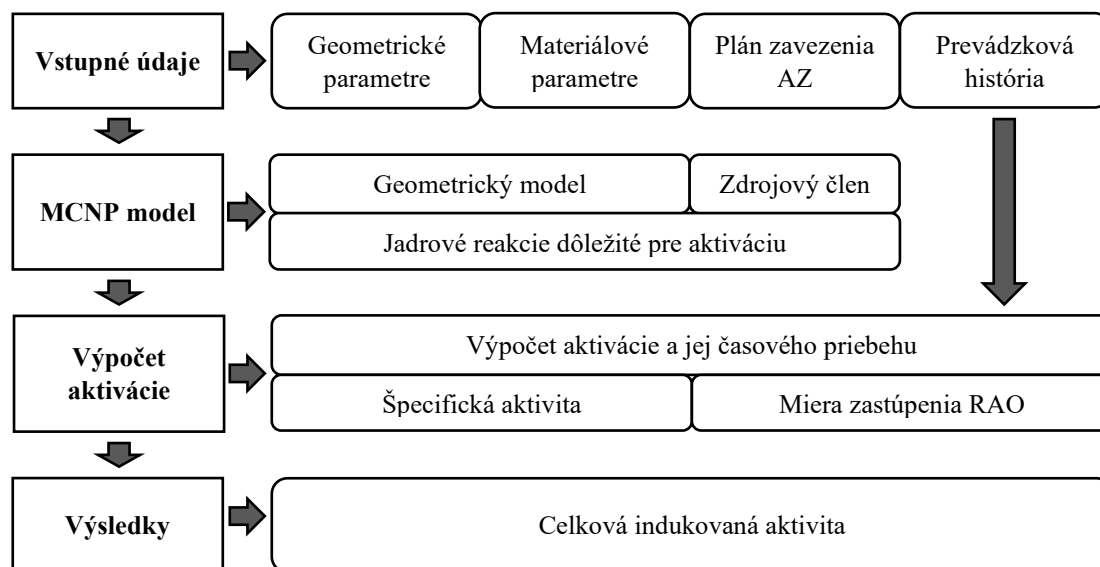 Vstupné údaje
Geometrické
parametre
Materiálové
parametre
Plán zavezenia
AZ
Prevádzková
história
MCNP model
Geometrický model
Zdrojový člen
Jadrové reakcie dôležité pre aktiváciu
Výpočet
aktivácie
Výpočet aktivácie a jej časového priebehu
Špecifická aktivita
Miera zastúpenia RAO
Výsledky
Celková indukovaná aktivita